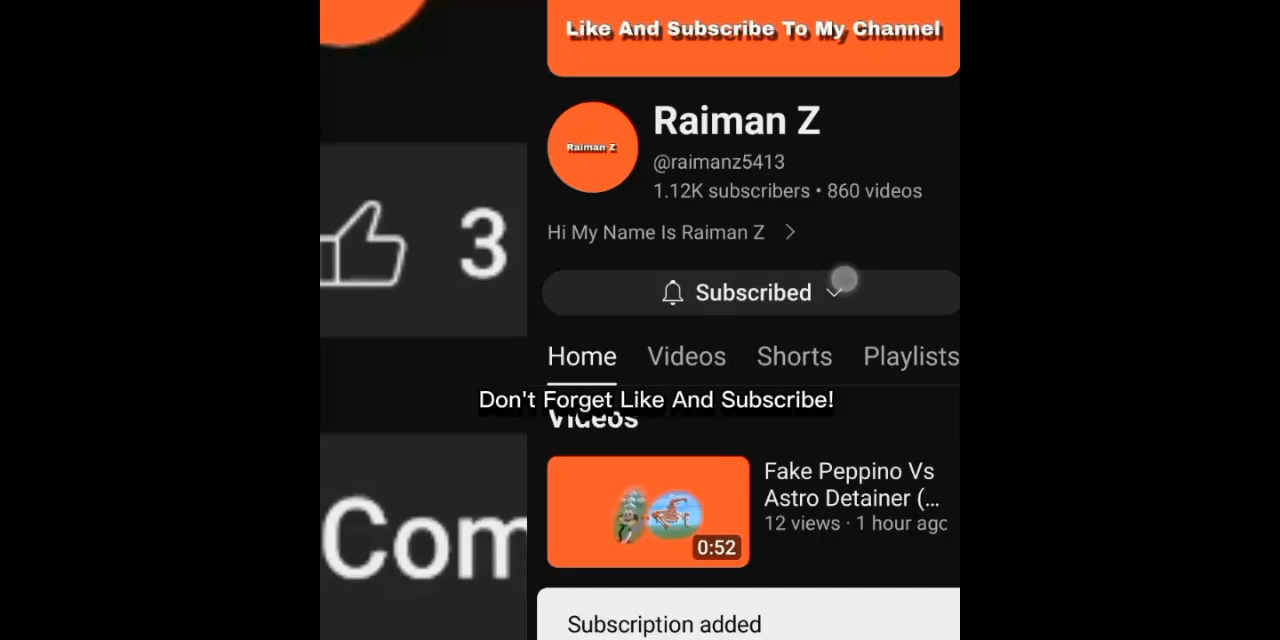 Like And Subscribe To My Channel
Raiman Z
Raiman Z
@raimanz5413
1.12K subscribers • 860 videos
Hi My Name Is Raiman Z
3
Subscribed
Home Videos Shorts Playlists
Don't Forget Like And Subscribe!
Videos
Fake Peppino Vs
Astro Detainer (...
12 views · 1 hour ago
0:52
Com
Subscription added